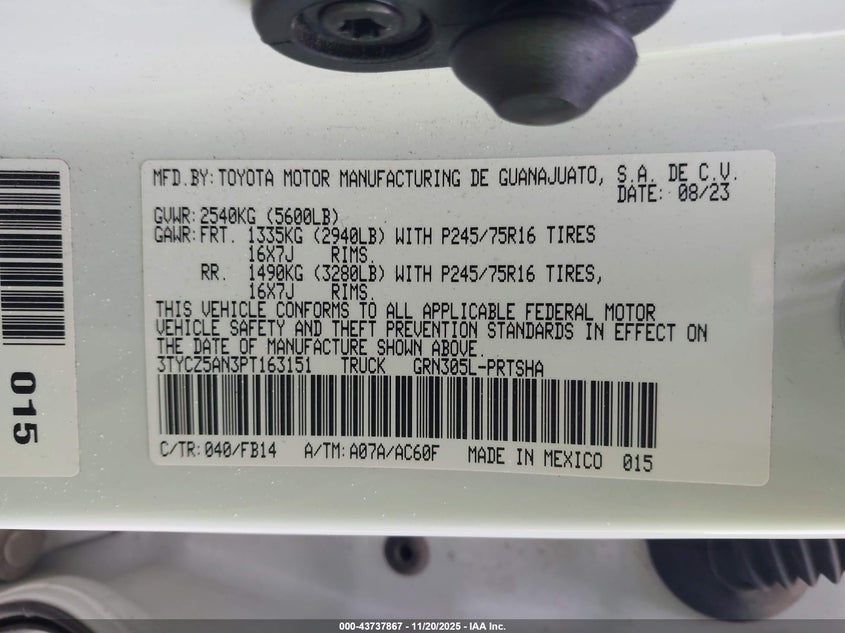 MFD.BY: TOYOTA MOTOR MANUFACTURING DE GUANAJUATO, S.A. DE C.V.
DATE: 08/23
GVWR: 2540KG (5600LB)
GAWR: FRT. 1335KG (2940LB) WITH P245/75R16 TIRES
16X7J RIMS.
RR. 1490KG (3280LB) WITH P245/75R16 TIRES,
16X7J RIMS.
THIS VEHICLE CONFORMS TO ALL APPLICABLE FEDERAL MOTOR
VEHICLE SAFETY AND THEFT PREVENTION STANDARDS IN EFFECT ON
THE DATE OF MANUFACTURE SHOWN ABOVE.
3TYCZ5AN3PT163151 TRUCK GRN305L-PRTSHA
C/TR: 040/FB14 A/TM: A07A/AC60F MADE IN MEXICO 015
015
000-43737867 - 11/20/2025 - IAA Inc.